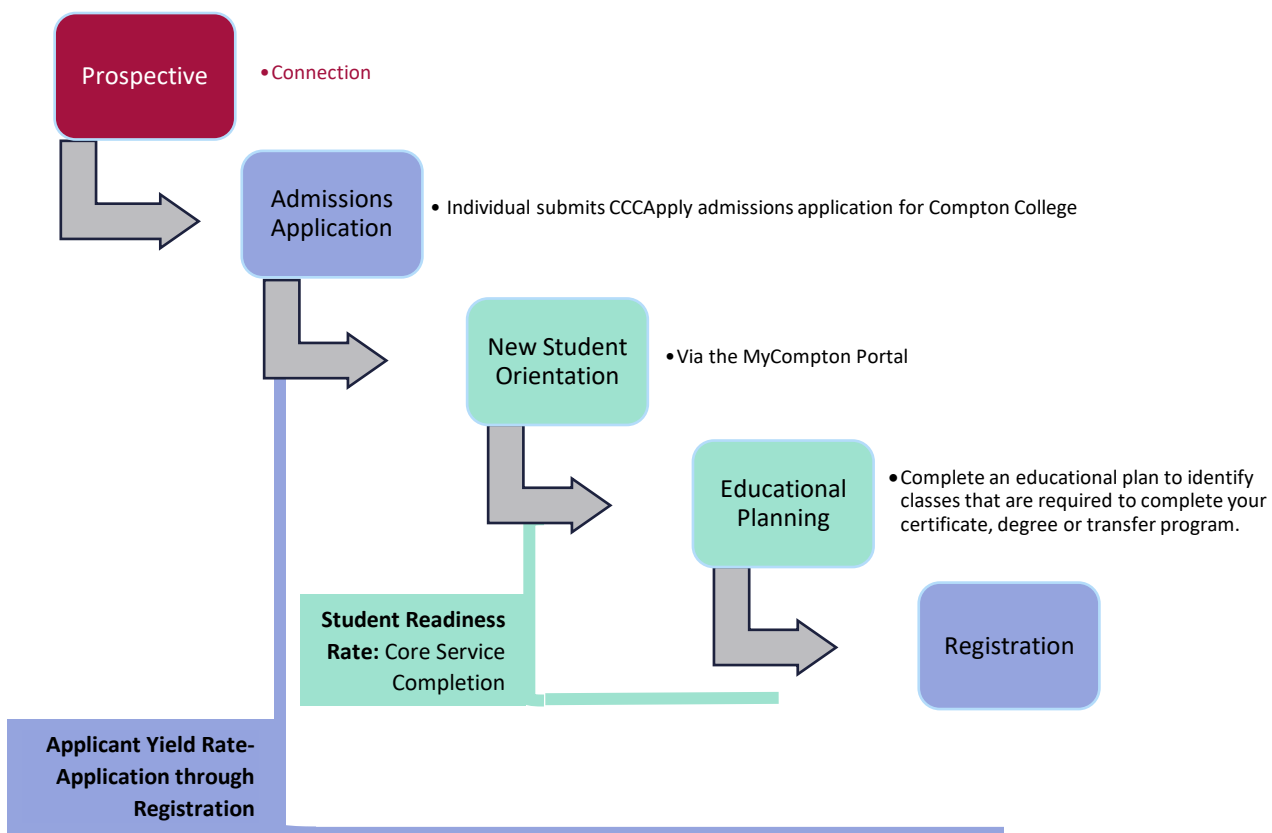 Prospective
•Connection
Admissions
Application
• Individual submits CCCApply admissions application for Compton College
New Student
Orientation
•Via the MyCompton Portal
Educational
Planning
•Complete an educational plan to identify
classes that are required to complete your
certificate, degree or transfer program.
Student Readiness
Rate: Core Service
Completion
Registration
Applicant Yield Rate-
Application through
Registration